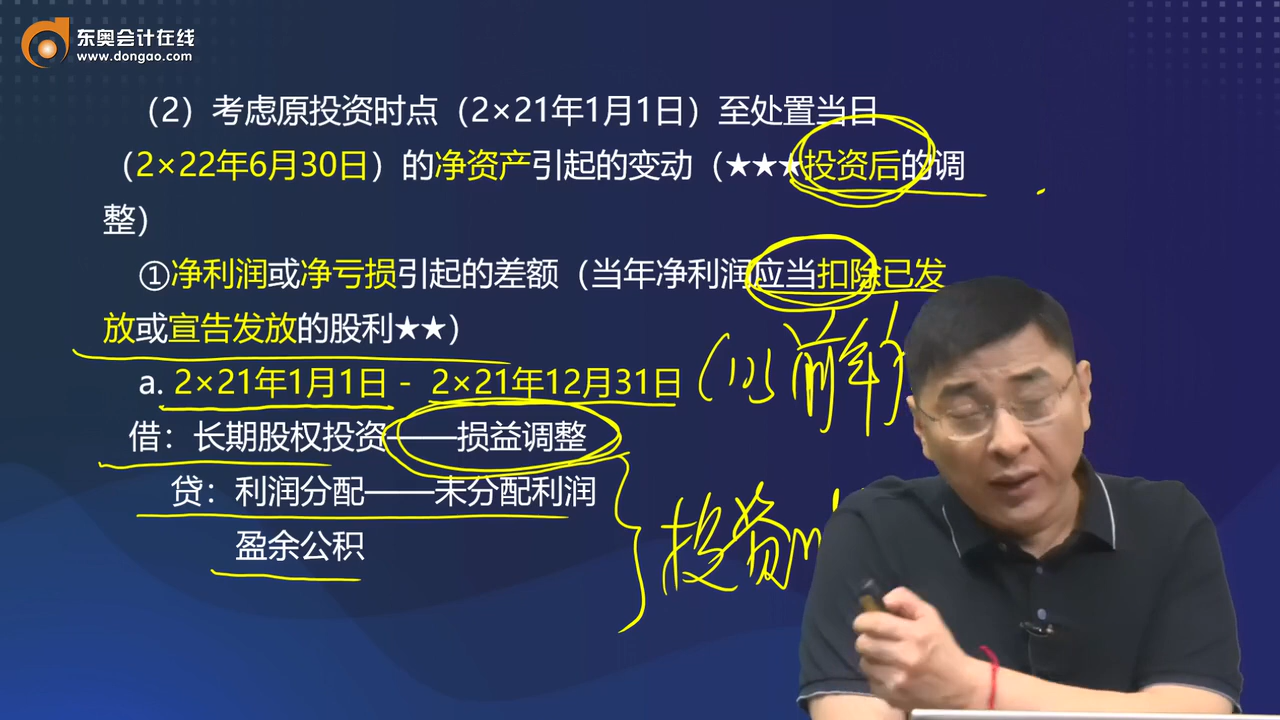 东奥会计在线
www.dongao.com
（2）考虑原投资时点（2×21年1月1日）至处置当日
（2×22年6月30日）的净资产引起的变动（★★★投资后的调
整）
①净利润或净亏损引起的差额（当年净利润应当扣除已发
放或宣告发放的股利★★）
a. 2×21年1月1日－ 2×21年12月31日
（以前年
借：长期股权投资——损益调整
贷：利润分配——未分配利润
盈余公积
投资